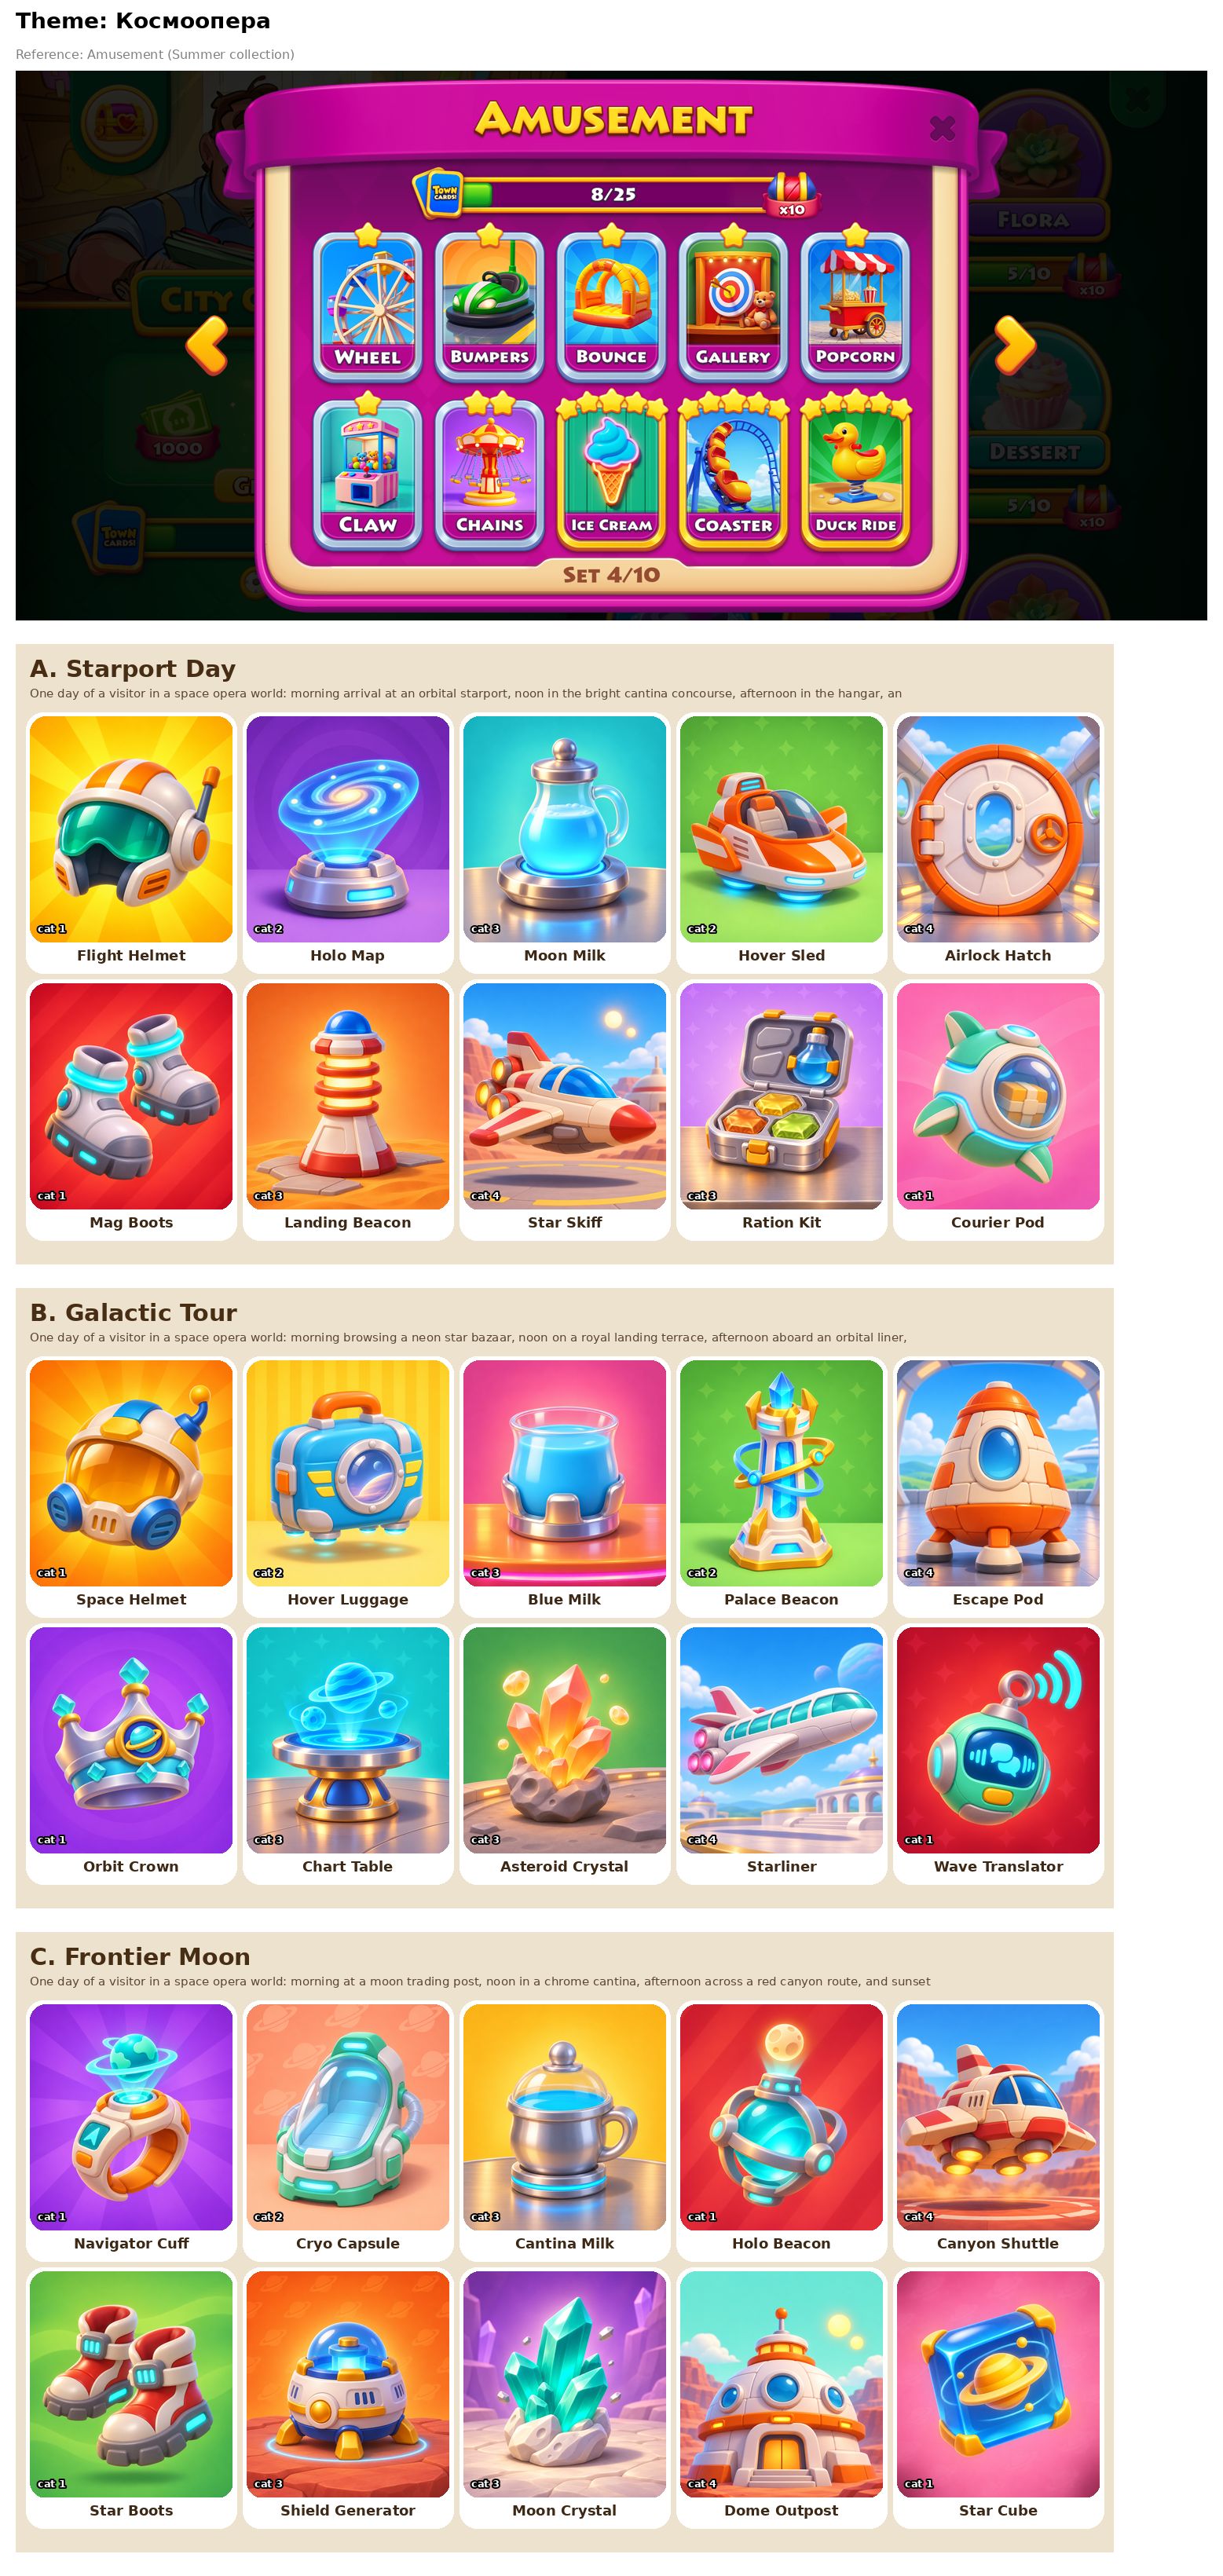 Theme: Космоопера
Reference: Amusement (Summer collection)
AMUSEMENT
TOWN CARDS!
8/25
x10
WHEEL
BUMPERS
BOUNCE
GALLERY
POPCORN
CLAW
CHAINS
ICE CREAM
COASTER
DUCK RIDE
SET 4/10
CITY
1000
TOWN CARDS!
FLORA
5/10
x10
DESSERT
5/10
x10
A. Starport Day
One day of a visitor in a space opera world: morning arrival at an orbital starport, noon in the bright cantina concourse, afternoon in the hangar, an
cat 1
cat 2
cat 3
cat 2
cat 4
Flight Helmet
Holo Map
Moon Milk
Hover Sled
Airlock Hatch
cat 1
cat 3
cat 4
cat 3
cat 1
Mag Boots
Landing Beacon
Star Skiff
Ration Kit
Courier Pod
B. Galactic Tour
One day of a visitor in a space opera world: morning browsing a neon star bazaar, noon on a royal landing terrace, afternoon aboard an orbital liner,
cat 1
cat 2
cat 3
cat 2
cat 4
Space Helmet
Hover Luggage
Blue Milk
Palace Beacon
Escape Pod
cat 1
cat 3
cat 3
cat 4
cat 1
Orbit Crown
Chart Table
Asteroid Crystal
Starliner
Wave Translator
C. Frontier Moon
One day of a visitor in a space opera world: morning at a moon trading post, noon in a chrome cantina, afternoon across a red canyon route, and sunset
cat 1
cat 2
cat 3
cat 1
cat 4
Navigator Cuff
Cryo Capsule
Cantina Milk
Holo Beacon
Canyon Shuttle
cat 1
cat 3
cat 3
cat 4
cat 1
Star Boots
Shield Generator
Moon Crystal
Dome Outpost
Star Cube